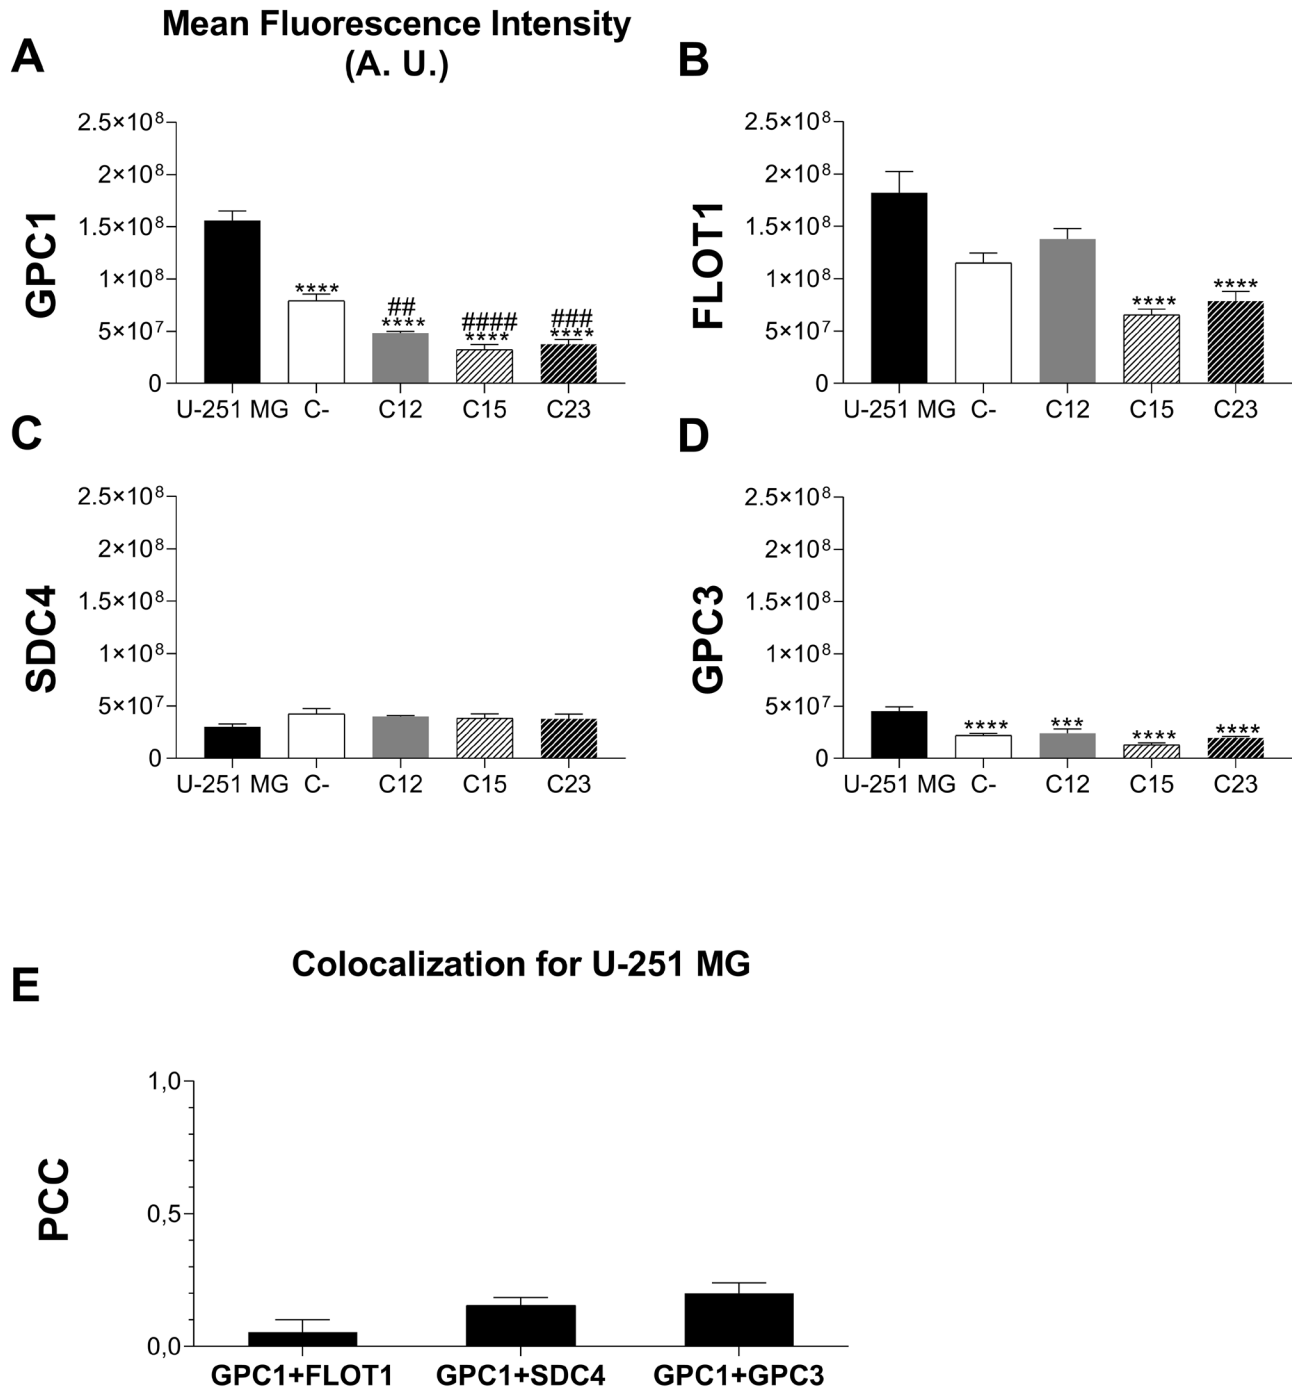 Mean Fluorescence Intensity
(A. U.)
A
GPC1
2.5×10⁸
2×10⁸
1.5×10⁸
1×10⁸
5×10⁷
0
****
##
****
####
****
###
****
U-251 MG C- C12 C15 C23
B
FLOT1
2.5×10⁸
2×10⁸
1.5×10⁸
1×10⁸
5×10⁷
0
****
****
U-251 MG C- C12 C15 C23
C
SDC4
2.5×10⁸
2×10⁸
1.5×10⁸
1×10⁸
5×10⁷
0
U-251 MG C- C12 C15 C23
D
GPC3
2.5×10⁸
2×10⁸
1.5×10⁸
1×10⁸
5×10⁷
0
****
***
****
****
U-251 MG C- C12 C15 C23
E
Colocalization for U-251 MG
PCC
1,0
0,5
0,0
GPC1+FLOT1 GPC1+SDC4 GPC1+GPC3